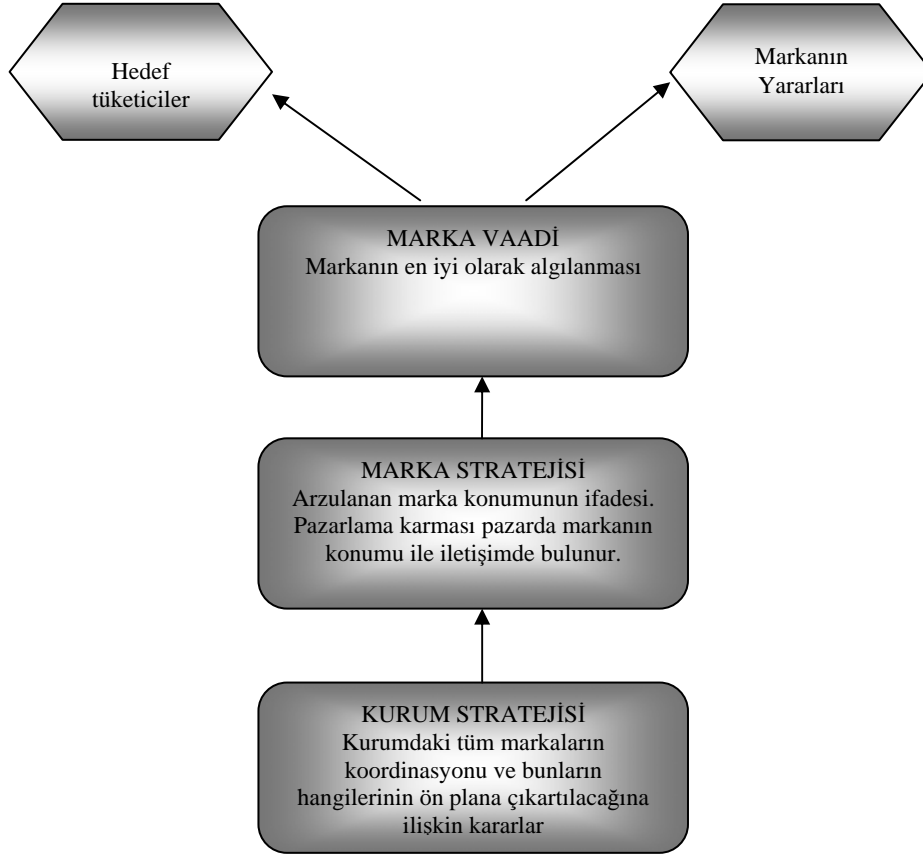 Hedef
tüketiciler
Markanın
Yararları
MARKA VAADİ
Markanın en iyi olarak algılanması
MARKA STRATEJİSİ
Arzulanan marka konumunun ifadesi.
Pazarlama karması pazarda markanın
konumu ile iletişimde bulunur.
KURUM STRATEJİSİ
Kurumdaki tüm markaların
koordinasyonu ve bunların
hangilerinin ön plana çıkartılacağına
ilişkin kararlar